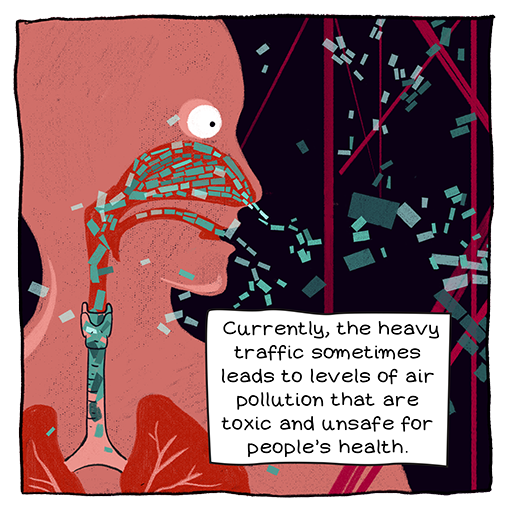 Currently, the heavy
traffic sometimes
leads to levels of air
pollution that are
toxic and unsafe for
people's health.